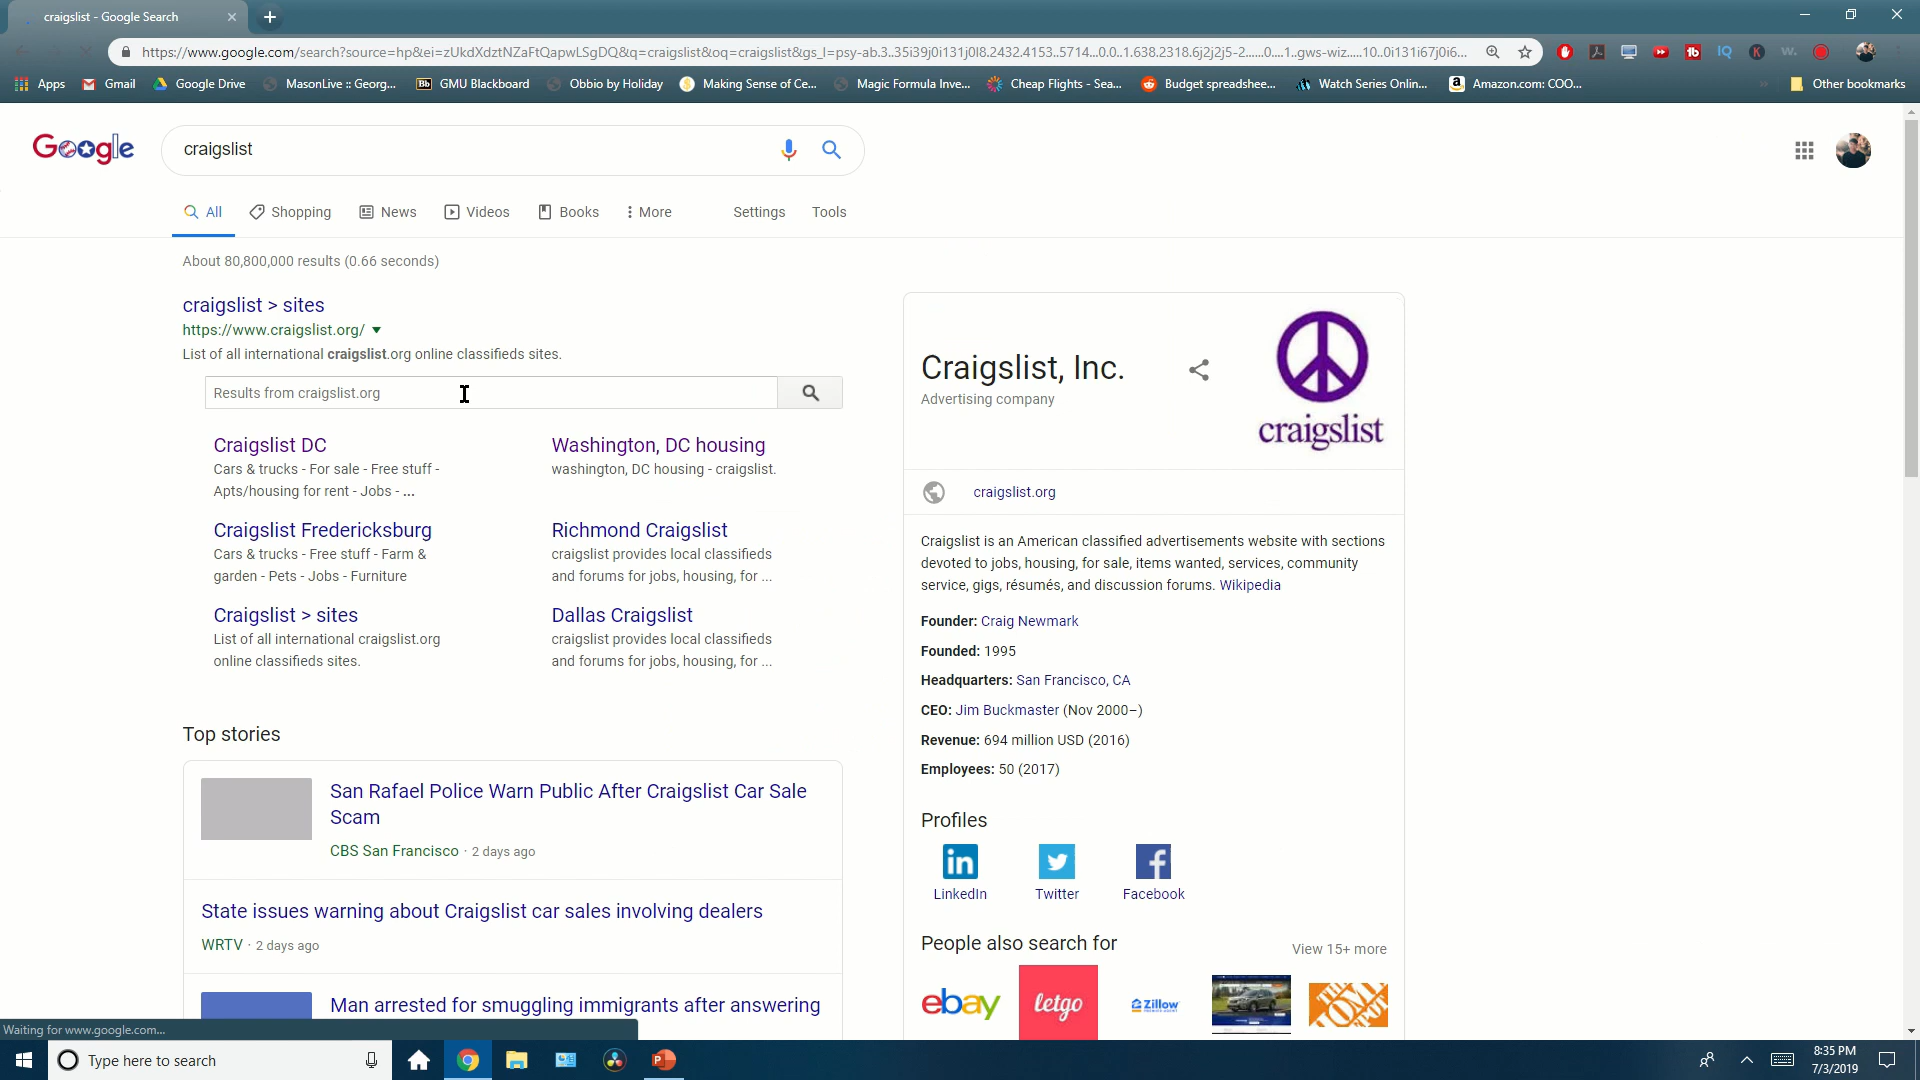 craigslist - Google Search
https://www.google.com/search?source=hp&ei=zUkdXdztNZaFtQapwLSgDQ&q=craigslist&oq=craigslist&gs_l=psy-ab.3..35i39j0i131j0l8.2432.4153..5714...0.0..1.638.2318.6j2j2j5-2......0....1..gws-wiz.....10..0i131i67j0i6...
Apps
Gmail
Google Drive
MasonLive :: Georg...
Bb GMU Blackboard
Obbio by Holiday
Making Sense of Ce...
Magic Formula Inve...
Cheap Flights - Sea...
Budget spreadshee...
Watch Series Onlin...
Amazon.com: COO...
Other bookmarks
Google
craigslist
All
Shopping
News
Videos
Books
More
Settings
Tools
About 80,800,000 results (0.66 seconds)
craigslist > sites
https://www.craigslist.org/
List of all international craigslist.org online classifieds sites.
Results from craigslist.org
Craigslist DC
Cars & trucks - For sale - Free stuff -
Apts/housing for rent - Jobs - ...
Washington, DC housing
washington, DC housing - craigslist.
Craigslist Fredericksburg
Cars & trucks - Free stuff - Farm &
garden - Pets - Jobs - Furniture
Richmond Craigslist
craigslist provides local classifieds
and forums for jobs, housing, for ...
Craigslist > sites
List of all international craigslist.org
online classifieds sites.
Dallas Craigslist
craigslist provides local classifieds
and forums for jobs, housing, for ...
Top stories
San Rafael Police Warn Public After Craigslist Car Sale
Scam
CBS San Francisco · 2 days ago
State issues warning about Craigslist car sales involving dealers
WRTV · 2 days ago
Man arrested for smuggling immigrants after answering
Craigslist, Inc.
Advertising company
craigslist
craigslist.org
Craigslist is an American classified advertisements website with sections
devoted to jobs, housing, for sale, items wanted, services, community
service, gigs, résumés, and discussion forums. Wikipedia
Founder: Craig Newmark
Founded: 1995
Headquarters: San Francisco, CA
CEO: Jim Buckmaster (Nov 2000–)
Revenue: 694 million USD (2016)
Employees: 50 (2017)
Profiles
in
LinkedIn
Twitter
Facebook
People also search for
View 15+ more
ebay
letgo
Zillow
Waiting for www.google.com...
Type here to search
8:35 PM
7/3/2019